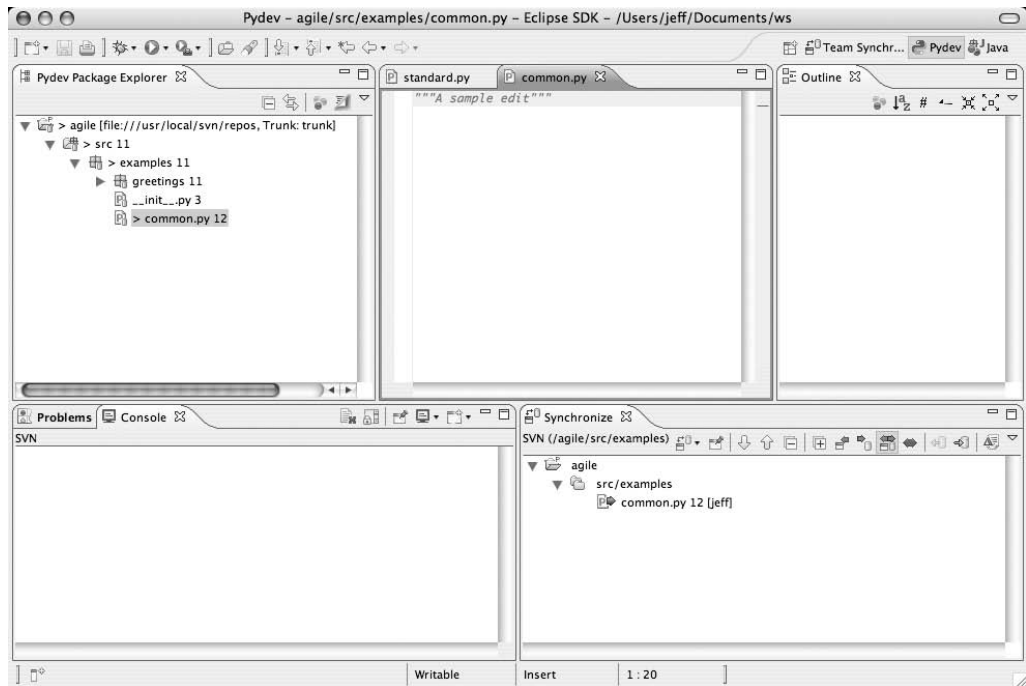 Pydev – agile/src/examples/common.py – Eclipse SDK – /Users/jeff/Documents/ws
Team Synchr... Pydev Java
Pydev Package Explorer
> agile [file:///usr/local/svn/repos, Trunk: trunk]
> src 11
> examples 11
greetings 11
__init__.py 3
> common.py 12
standard.py common.py
"""A sample edit"""
Outline
Problems Console
SVN
Synchronize
SVN (/agile/src/examples)
agile
src/examples
common.py 12 [jeff]
Writable Insert 1 : 20